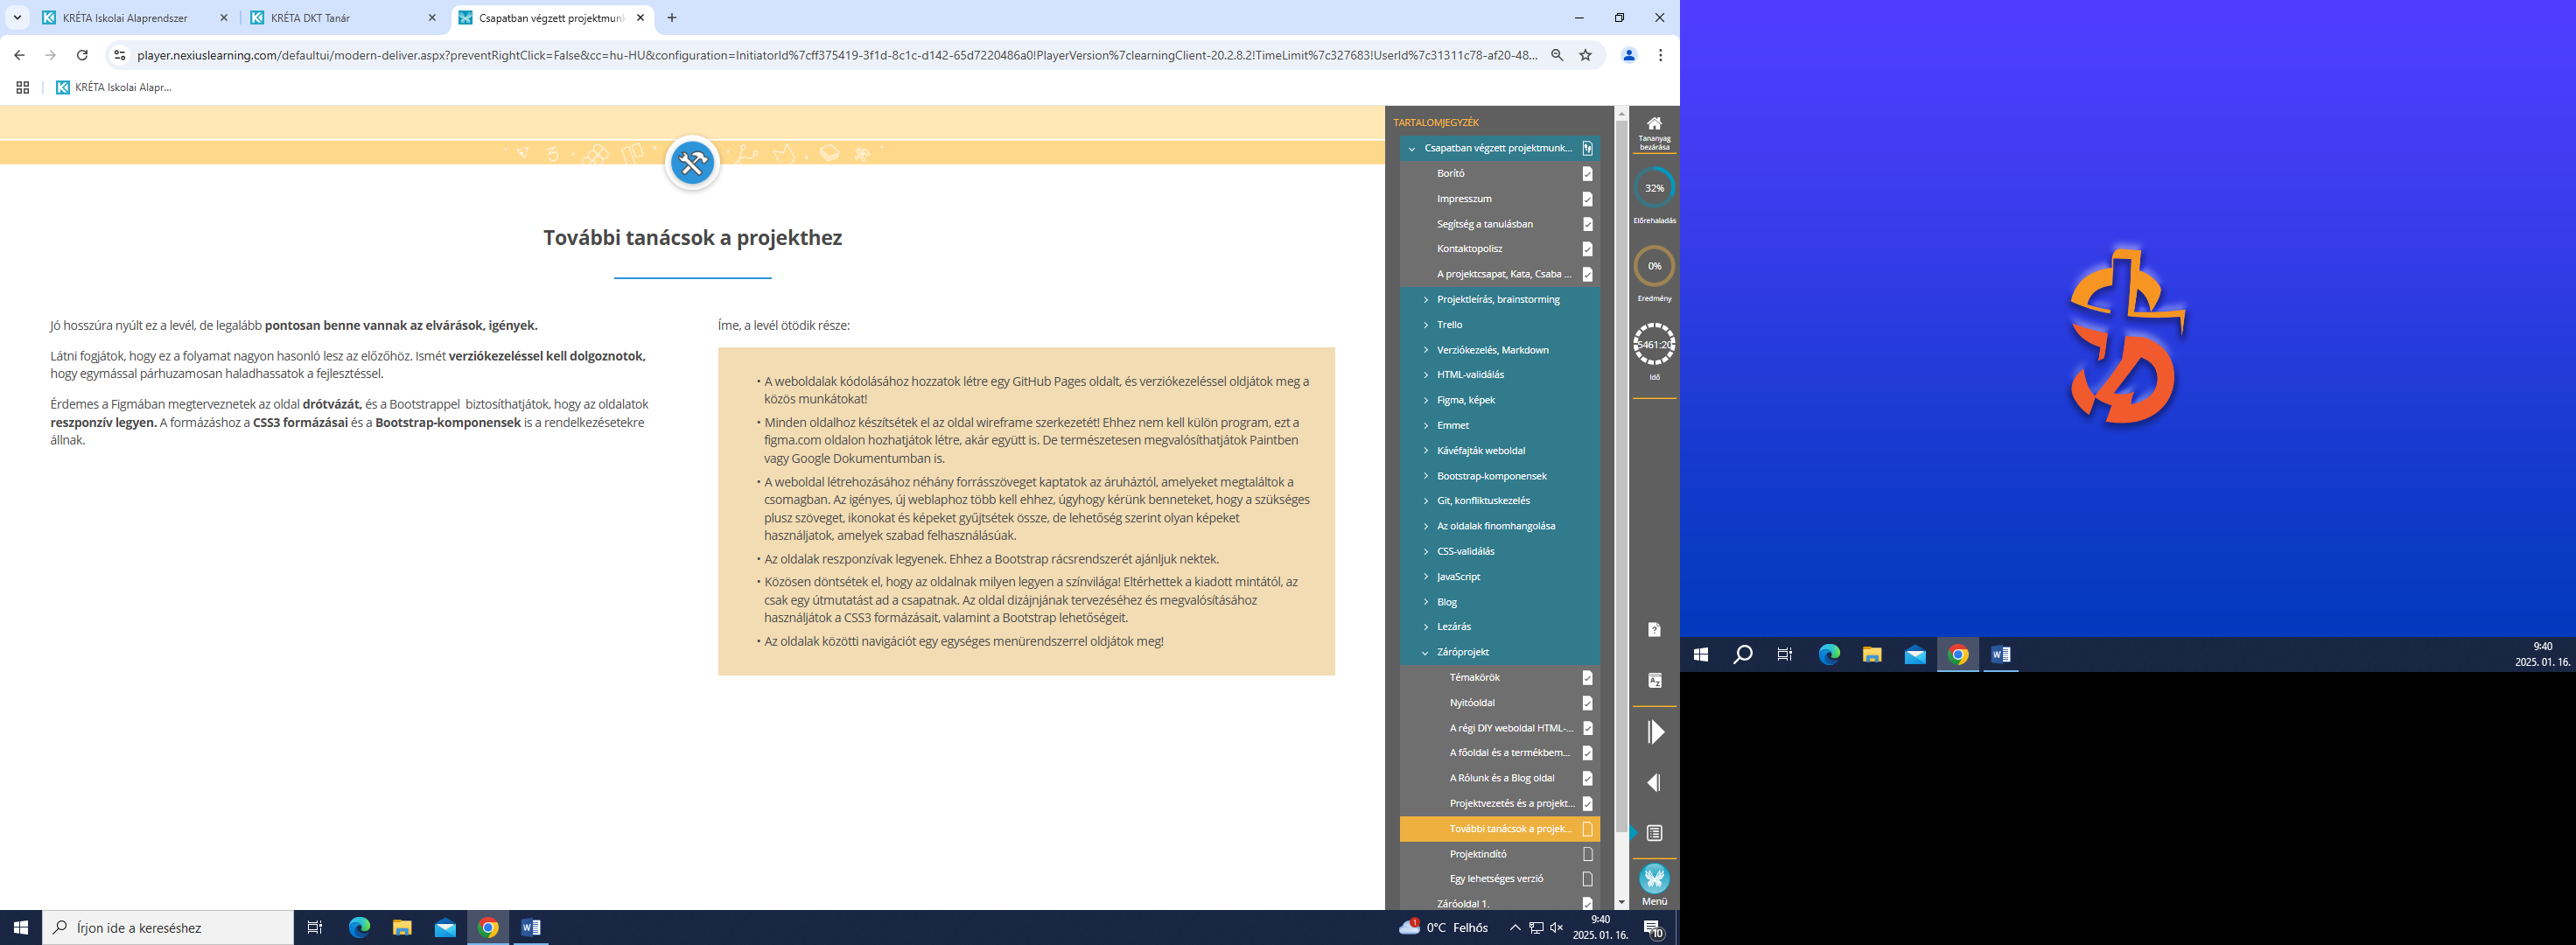 KRÉTA Iskolai Alaprendszer
KRÉTA DKT Tanár
Csapatban végzett projektmunk
player.nexiuslearning.com/defaultui/modern-deliver.aspx?preventRightClick=False&cc=hu-HU&configuration=InitiatorId%7cff375419-3f1d-8c1c-d142-65d7220486a0!PlayerVersion%7clearningClient-20.2.8.2!TimeLimit%7c327683!UserId%7c31311c78-af20-48...
KRÉTA Iskolai Alapr...
További tanácsok a projekthez
Jó hosszúra nyúlt ez a levél, de legalább pontosan benne vannak az elvárások, igények.
Látni fogjátok, hogy ez a folyamat nagyon hasonló lesz az előzőhöz. Ismét verziókezeléssel kell dolgoznotok,
hogy egymással párhuzamosan haladhassatok a fejlesztéssel.
Érdemes a Figmában megterveznetek az oldal drótvázát, és a Bootstrappel biztosíthatjátok, hogy az oldalatok
reszponzív legyen. A formázáshoz a CSS3 formázásai és a Bootstrap-komponensek is a rendelkezésetekre
állnak.
Íme, a levél ötödik része:
• A weboldalak kódolásához hozzatok létre egy GitHub Pages oldalt, és verziókezeléssel oldjátok meg a
közös munkátokat!
• Minden oldalhoz készítsétek el az oldal wireframe szerkezetét! Ehhez nem kell külön program, ezt a
figma.com oldalon hozhatjátok létre, akár együtt is. De természetesen megvalósíthatjátok Paintben
vagy Google Dokumentumban is.
• A weboldal létrehozásához néhány forrásszöveget kaptatok az áruháztól, amelyeket megtaláltok a
csomagban. Az igényes, új weblaphoz több kell ehhez, úgyhogy kérünk benneteket, hogy a szükséges
plusz szöveget, ikonokat és képeket gyűjtsétek össze, de lehetőség szerint olyan képeket
használjatok, amelyek szabad felhasználásúak.
• Az oldalak reszponzívak legyenek. Ehhez a Bootstrap rácsrendszerét ajánljuk nektek.
• Közösen döntsétek el, hogy az oldalnak milyen legyen a színvilága! Eltérhettek a kiadott mintától, az
csak egy útmutatást ad a csapatnak. Az oldal dizájnjának tervezéséhez és megvalósításához
használjátok a CSS3 formázásait, valamint a Bootstrap lehetőségeit.
• Az oldalak közötti navigációt egy egységes menürendszerrel oldjátok meg!
TARTALOMJEGYZÉK
Csapatban végzett projektmunk...
Borító
Impresszum
Segítség a tanulásban
Kontaktopolisz
A projektcsapat, Kata, Csaba ...
Projektleírás, brainstorming
Trello
Verziókezelés, Markdown
HTML-validálás
Figma, képek
Emmet
Kávéfajták weboldal
Bootstrap-komponensek
Git, konfliktuskezelés
Az oldalak finomhangolása
CSS-validálás
JavaScript
Blog
Lezárás
Záróprojekt
Témakörök
Nyitóoldal
A régi DIY weboldal HTML-...
A főoldal és a termékbem...
A Rólunk és a Blog oldal
Projektvezetés és a projekt...
További tanácsok a projek...
Projektindító
Egy lehetséges verzió
Záróoldal 1.
Tananyag
bezárása
32%
Előrehaladás
0%
Eredmény
5461:20
Idő
Menü
Írjon ide a kereséshez
1
0°C Felhős
9:40
2025. 01. 16.
10
9:40
2025. 01. 16.